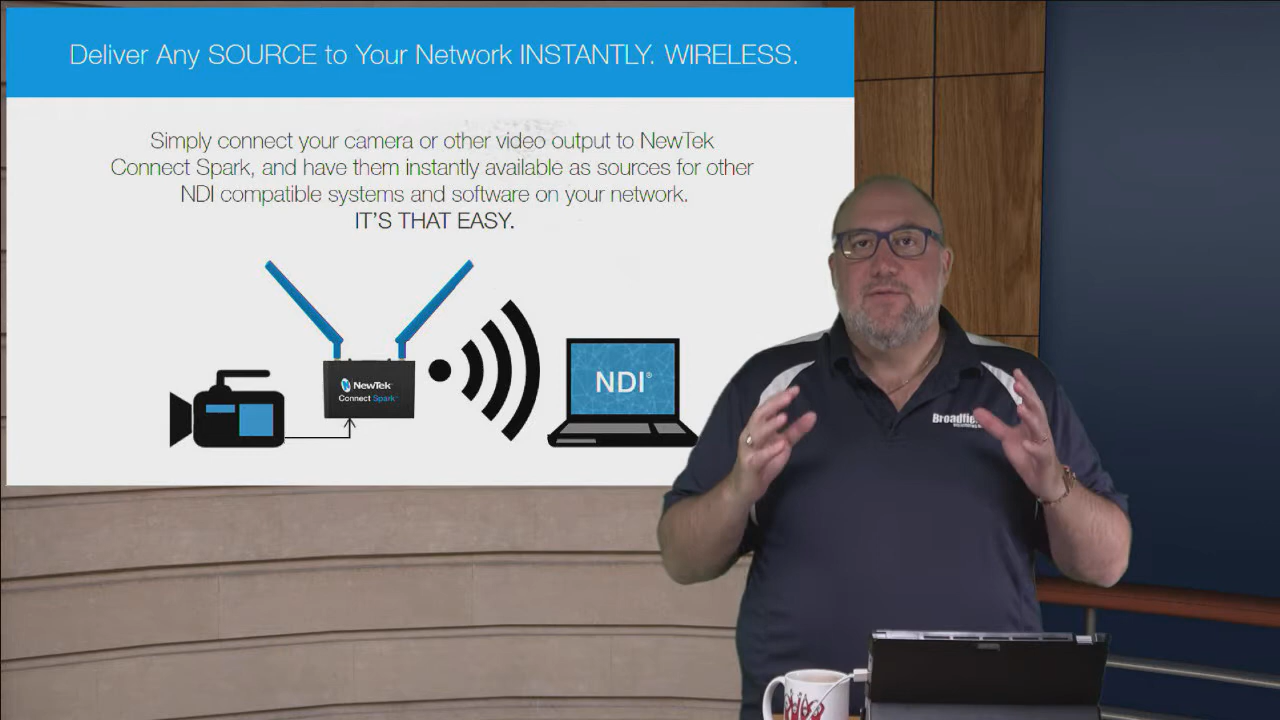 Deliver Any SOURCE to Your Network INSTANTLY. WIRELESS.
Simply connect your camera or other video output to NewTek
Connect Spark, and have them instantly available as sources for other
NDI compatible systems and software on your network.
IT'S THAT EASY.
NewTek™
Connect Spark™
NDI®